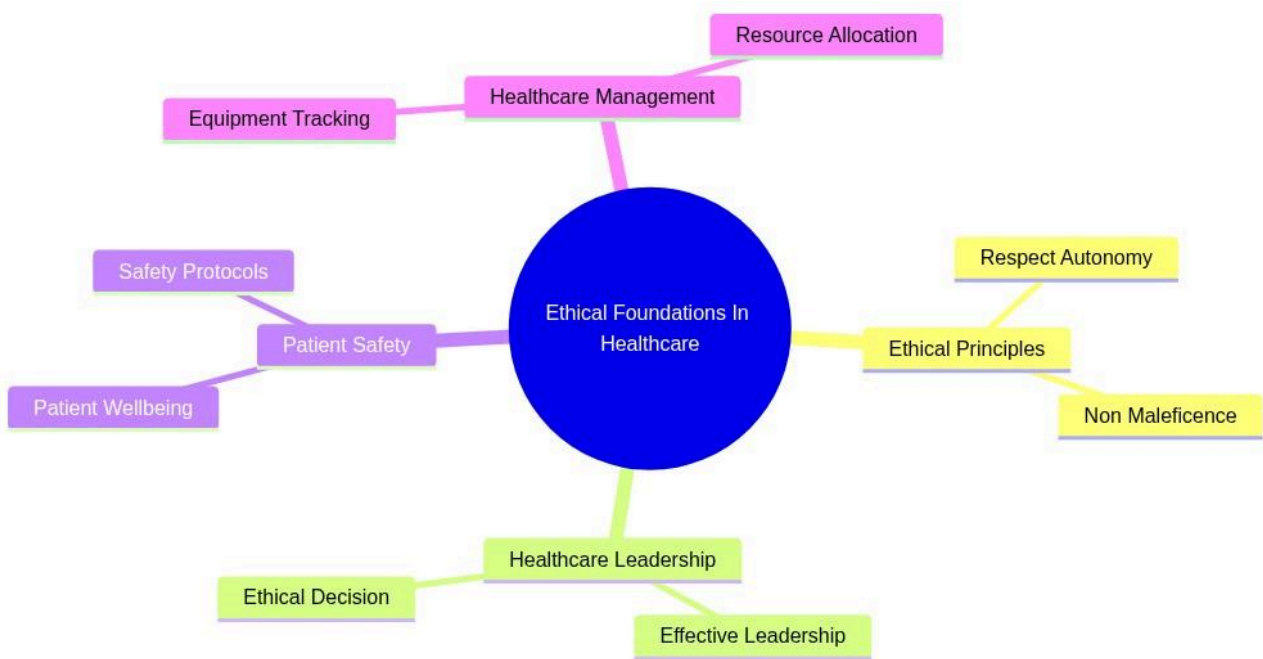 Resource Allocation
Healthcare Management
Equipment Tracking
Respect Autonomy
Safety Protocols
Ethical Foundations In
Healthcare
Patient Safety
Ethical Principles
Patient Wellbeing
Non Maleficence
Healthcare Leadership
Ethical Decision
Effective Leadership